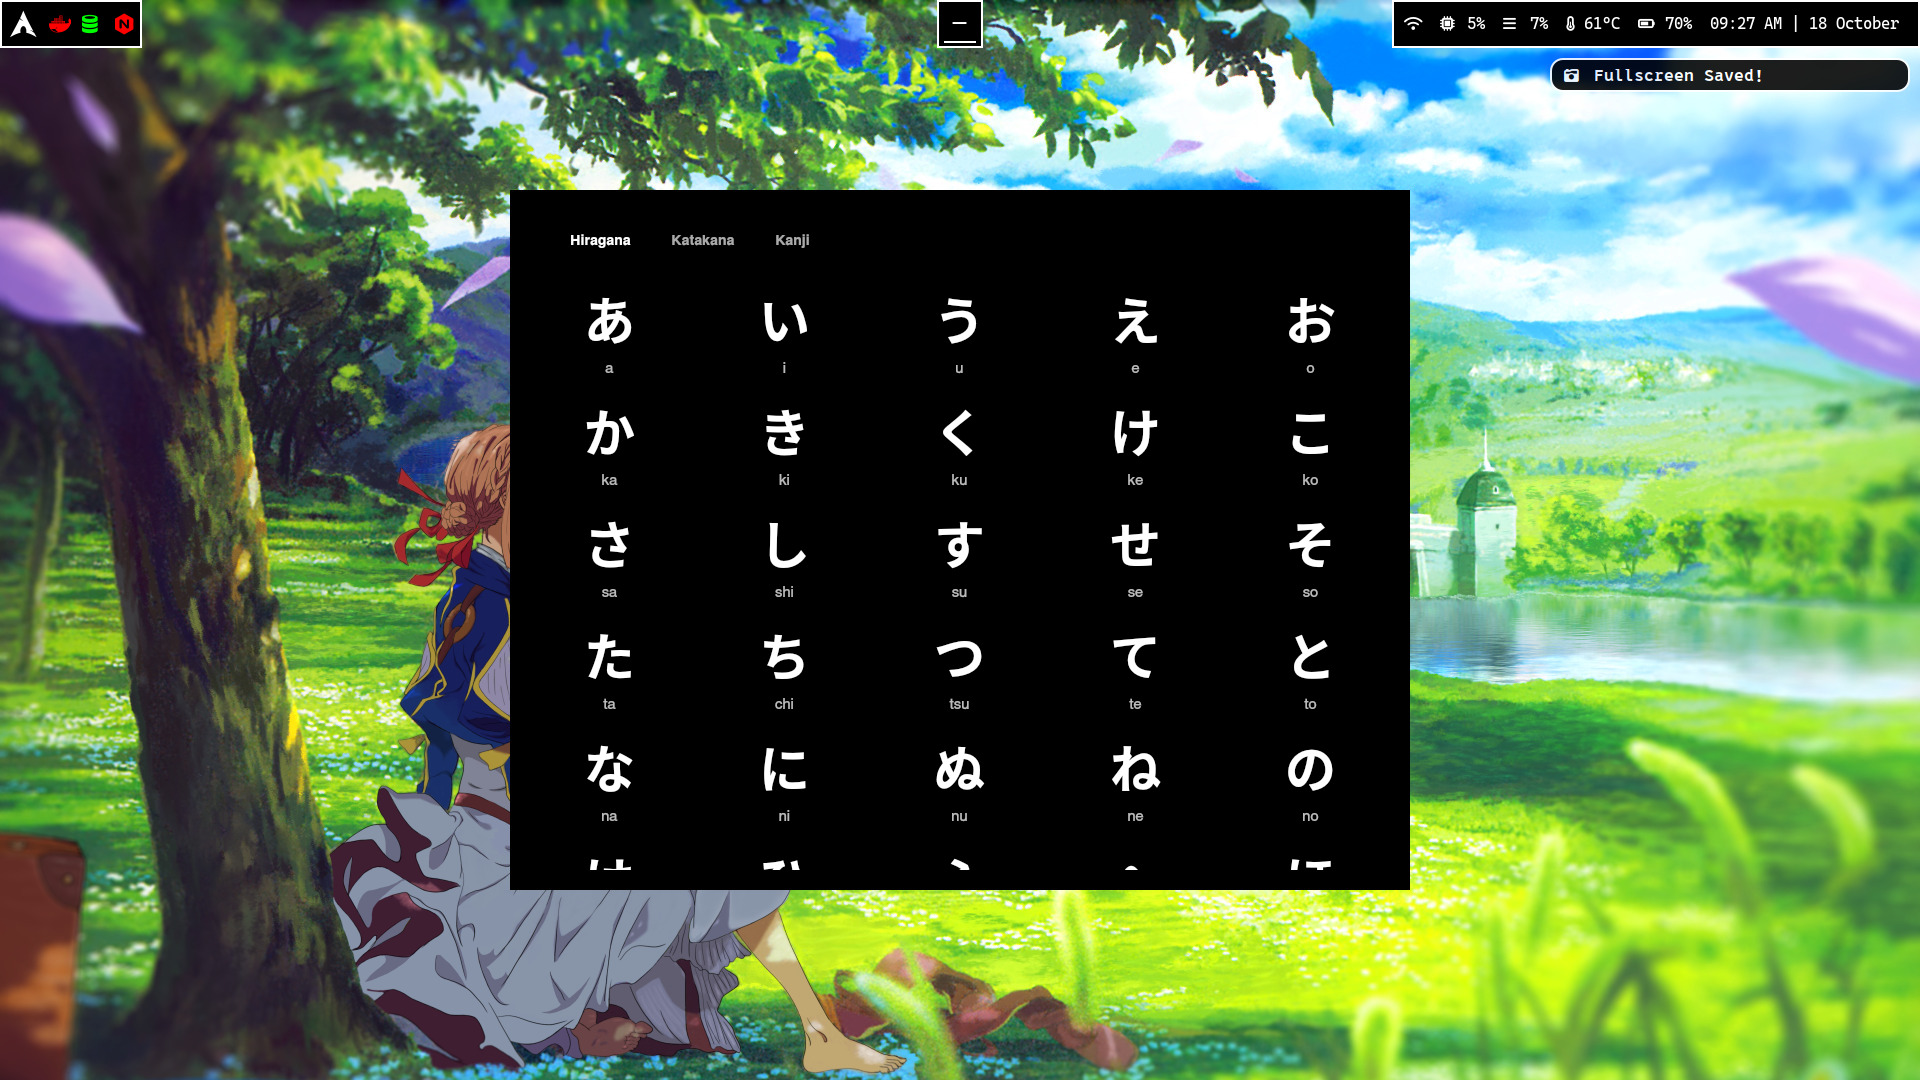 一
5% 7% 61°C 70% 09:27 AM | 18 October
Fullscreen Saved!
Hiragana Katakana Kanji
あ い う え お
a i u e o
か き く け こ
ka ki ku ke ko
さ し す せ そ
sa shi su se so
た ち つ て と
ta chi tsu te to
な に ぬ ね の
na ni nu ne no